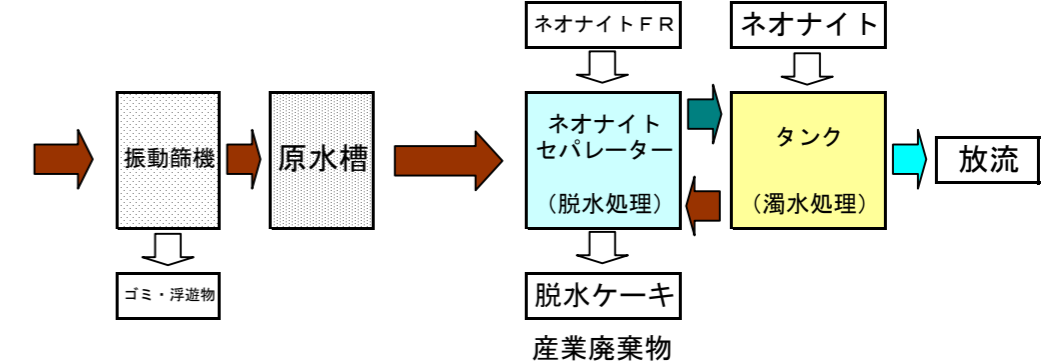 ネオナイトＦＲ
ネオナイト
振動篩機
原水槽
ネオナイト
セパレーター
（脱水処理）
タンク
（濁水処理）
放流
ゴミ・浮遊物
脱水ケーキ
産業廃棄物